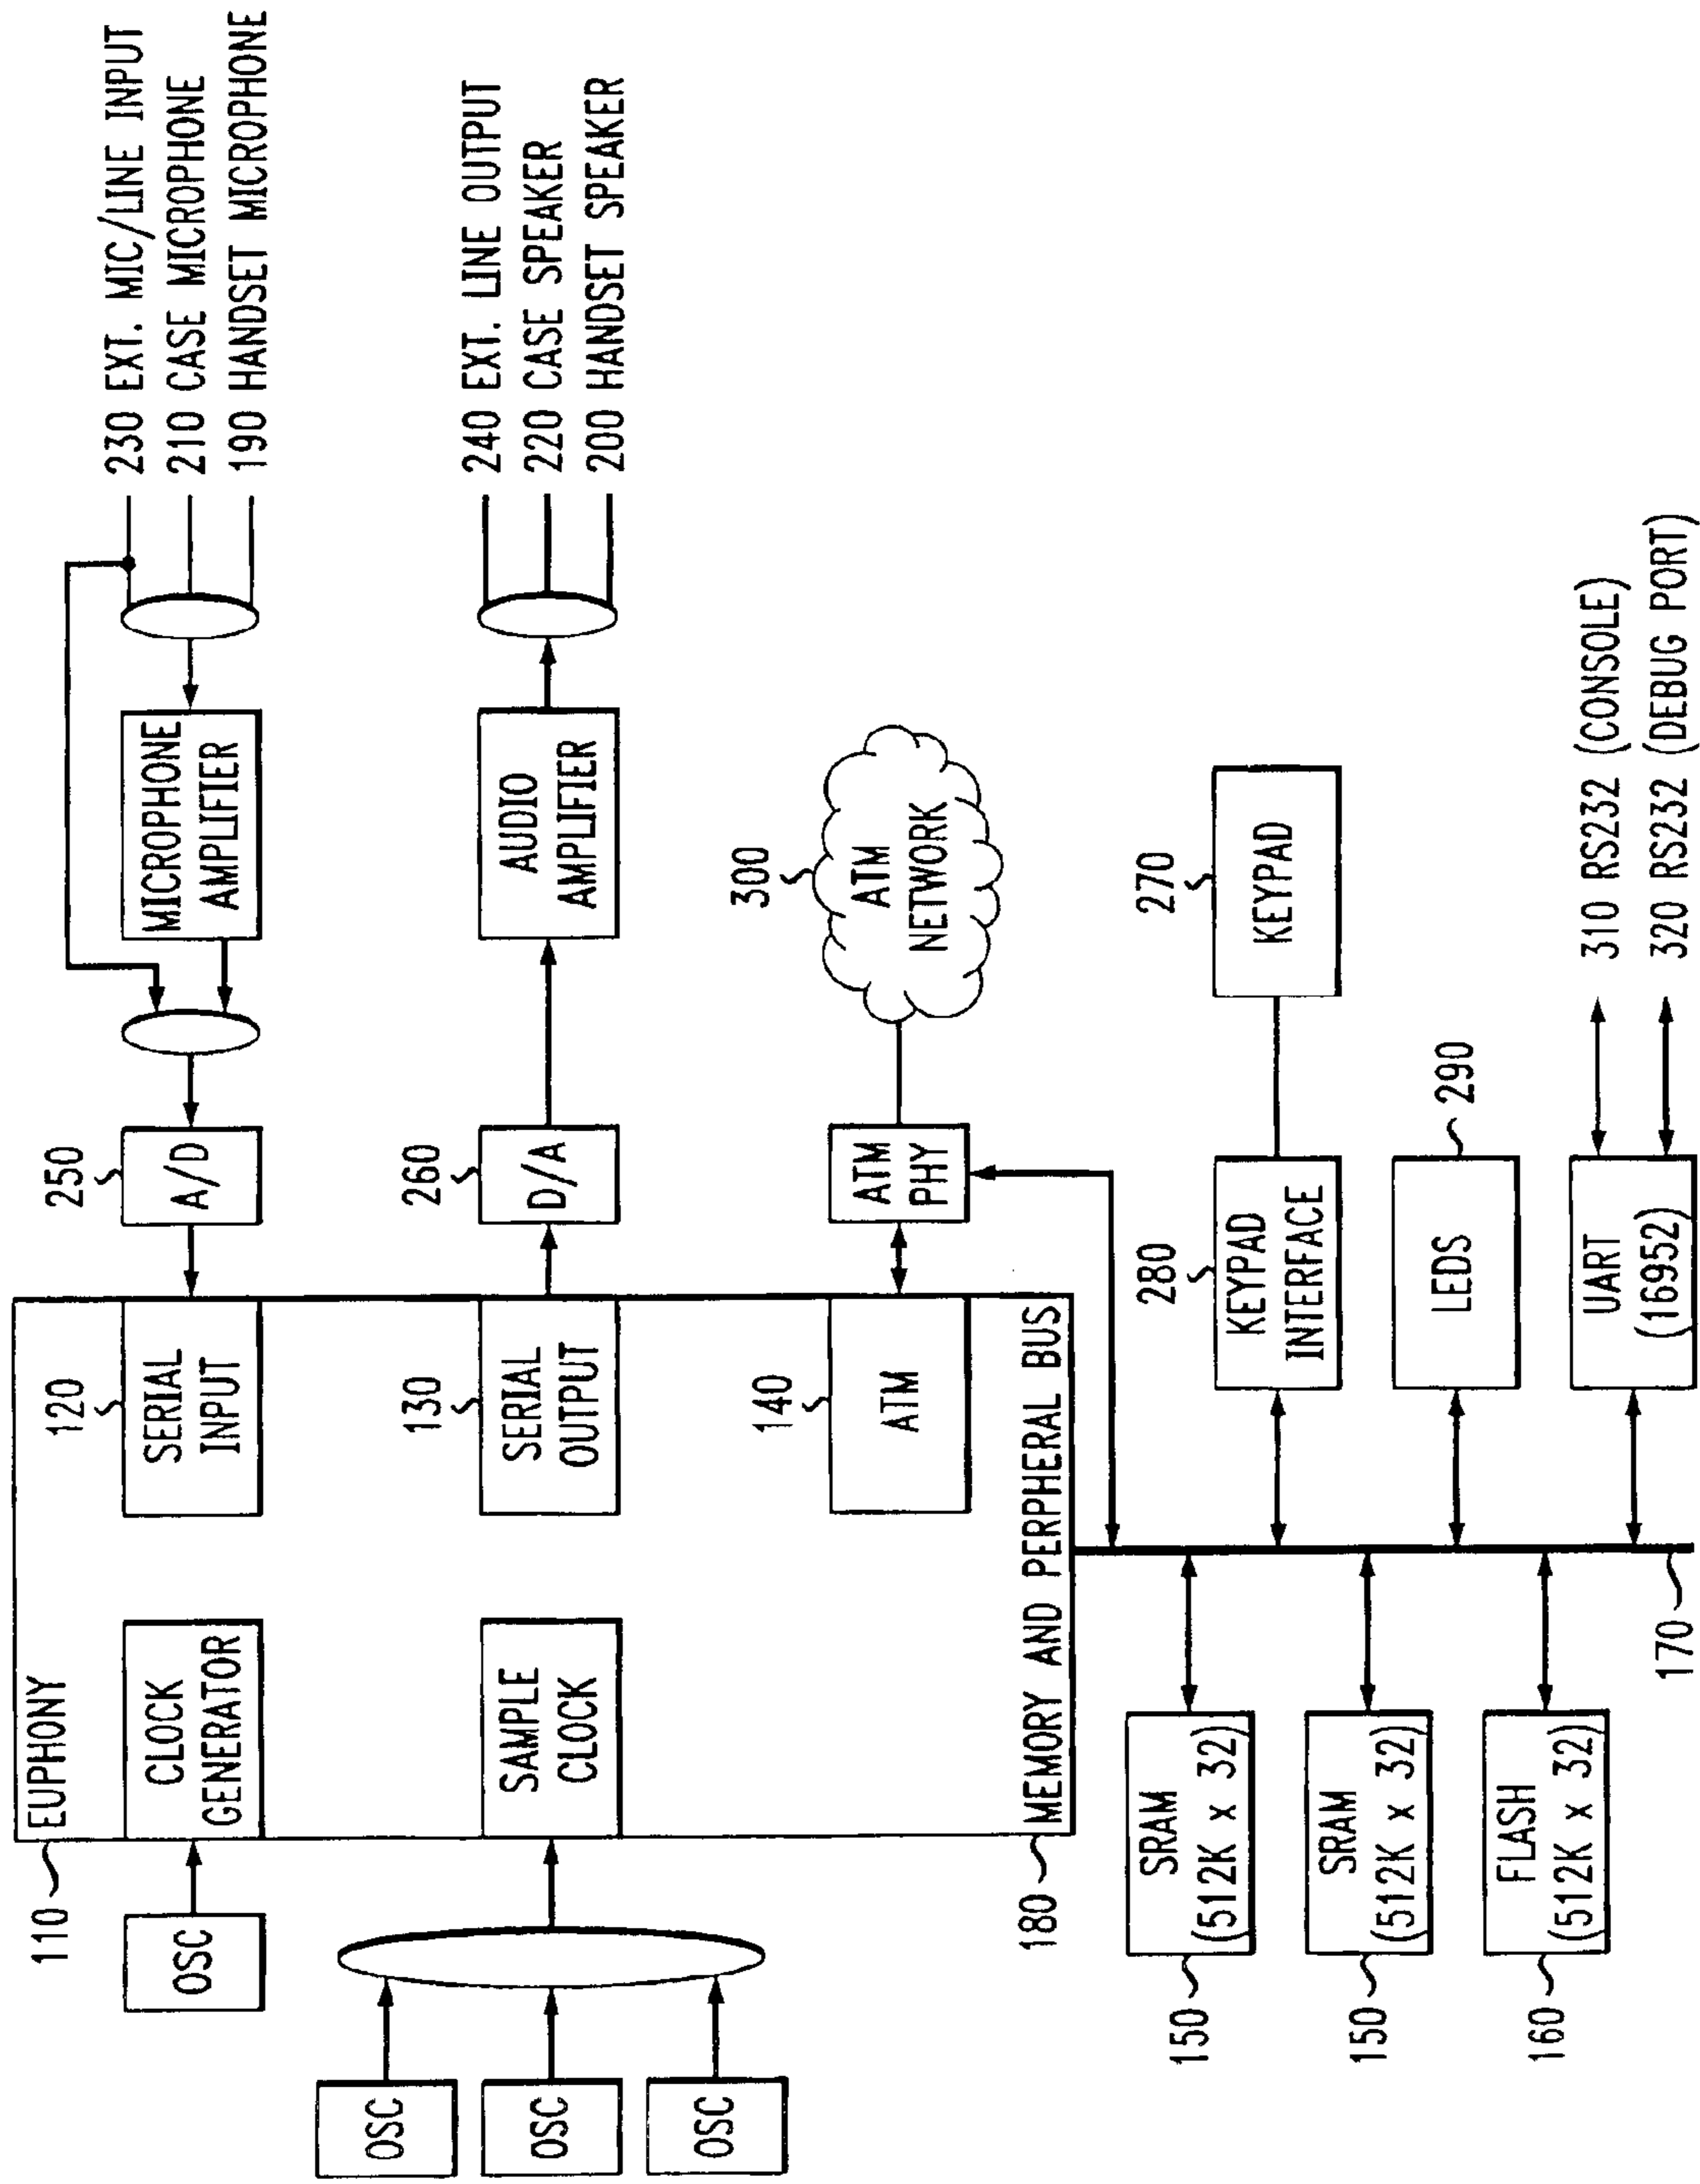 110
EUPHONY
OSC
CLOCK
GENERATOR
120
SERIAL
INPUT
250
A/D
MICROPHONE
AMPLIFIER
230 EXT. MIC/LINE INPUT
210 CASE MICROPHONE
190 HANDSET MICROPHONE
OSC
OSC
OSC
SAMPLE
CLOCK
130
SERIAL
OUTPUT
260
D/A
AUDIO
AMPLIFIER
240 EXT. LINE OUTPUT
220 CASE SPEAKER
200 HANDSET SPEAKER
140
ATM
ATM
PHY
300
ATM
NETWORK
180
MEMORY AND PERPHERAL BUS
150
SRAM
(512K x 32)
280
KEYPAD
INTERFACE
270
KEYPAD
150
SRAM
(512K x 32)
LEDS
290
160
FLASH
(512K x 32)
UART
(16952)
310 RS232 (CONSOLE)
320 RS232 (DEBUG PORT)
170